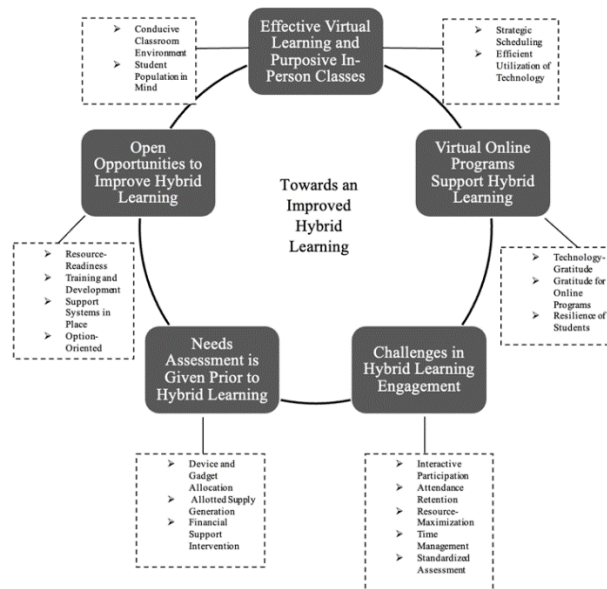 Effective Virtual
Learning and
Purposive In-
Person Classes
➢ Conducive
Classroom
Environment
➢ Student
Population in
Mind
➢ Strategic
Scheduling
➢ Efficient
Utilization of
Technology
Open
Opportunities to
Improve Hybrid
Learning
Virtual Online
Programs
Support Hybrid
Learning
Towards an
Improved
Hybrid
Learning
➢ Resource-
Readiness
➢ Training and
Development
➢ Support
Systems in
Place
➢ Option-
Oriented
➢ Technology-
Gratitude
➢ Gratitude for
Online
Programs
➢ Resilience of
Students
Needs
Assessment is
Given Prior to
Hybrid Learning
Challenges in
Hybrid Learning
Engagement
➢ Device and
Gadget
Allocation
➢ Allotted Supply
Generation
➢ Financial
Support
Intervention
➢ Interactive
Participation
➢ Attendance
Retention
➢ Resource-
Maximization
➢ Time
Management
➢ Standardized
Assessment